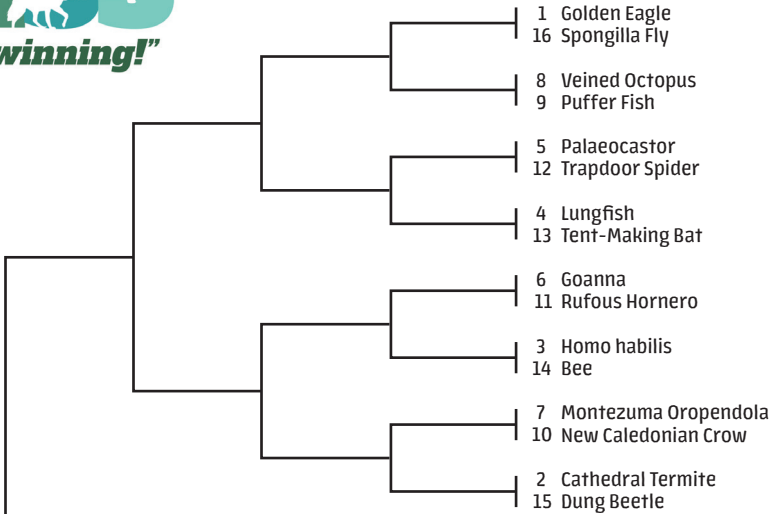 winning!”
1 Golden Eagle
16 Spongilla Fly
8 Veined Octopus
9 Puffer Fish
5 Palaeocastor
12 Trapdoor Spider
4 Lungfish
13 Tent-Making Bat
6 Goanna
11 Rufous Hornero
3 Homo habilis
14 Bee
7 Montezuma Oropendola
10 New Caledonian Crow
2 Cathedral Termite
15 Dung Beetle